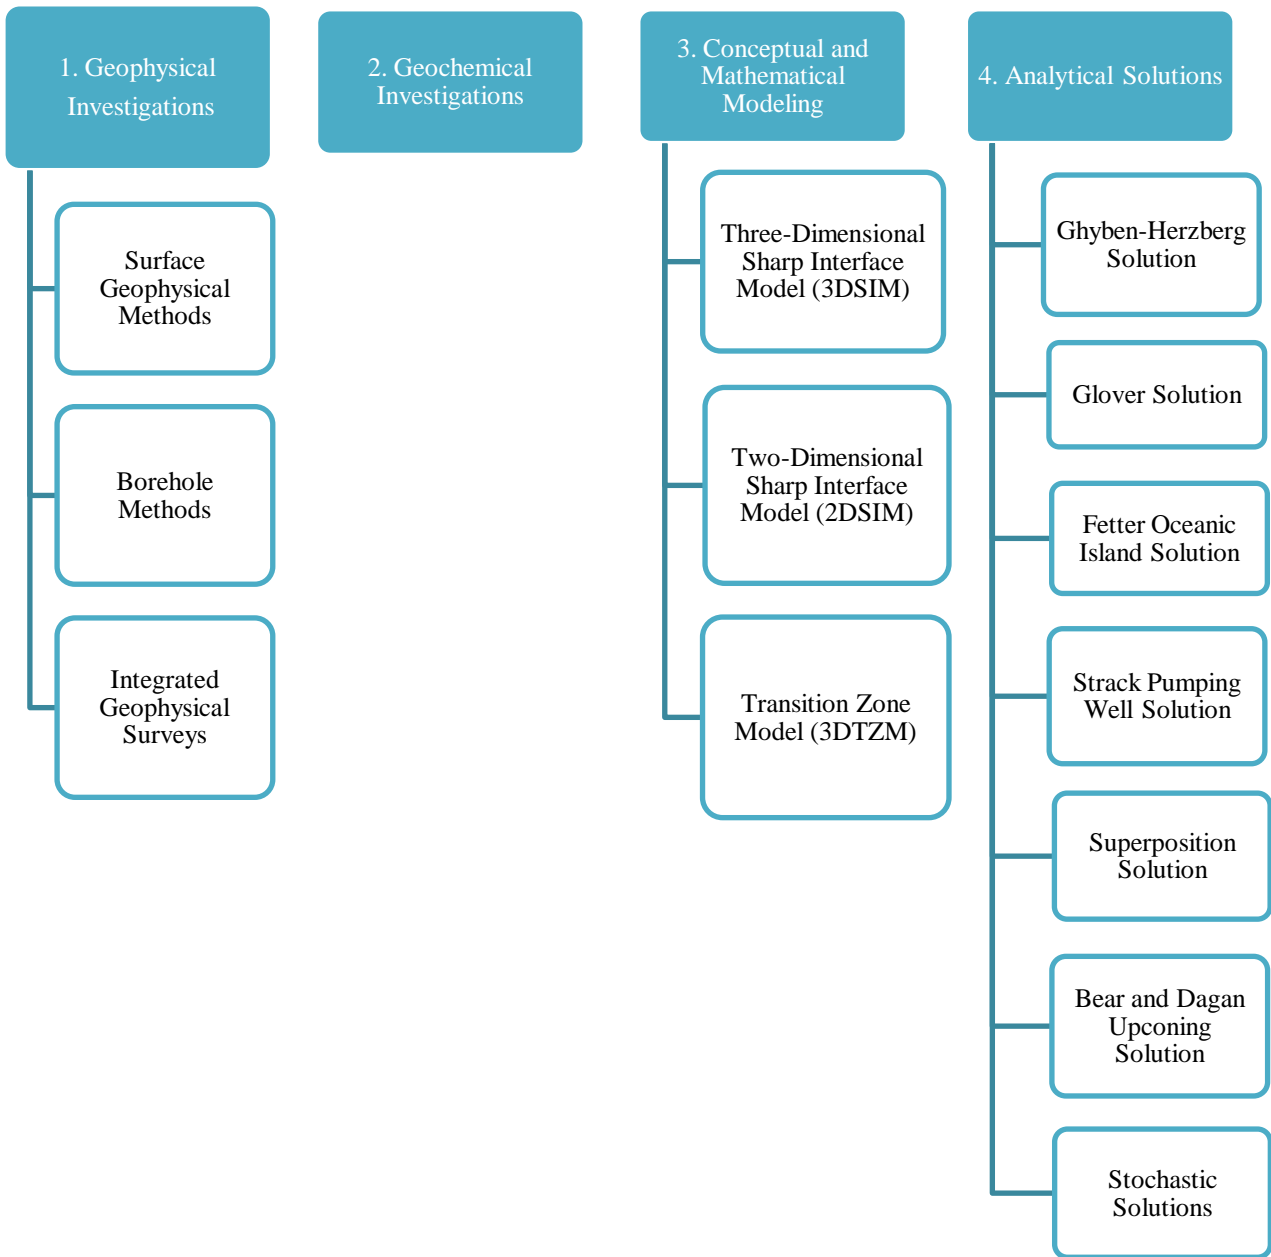 1. Geophysical
Investigations
Surface
Geophysical
Methods
Borehole
Methods
Integrated
Geophysical
Surveys
2. Geochemical
Investigations
3. Conceptual and
Mathematical
Modeling
Three-Dimensional
Sharp Interface
Model (3DSIM)
Two-Dimensional
Sharp Interface
Model (2DSIM)
Transition Zone
Model (3DTZM)
4. Analytical Solutions
Ghyben-Herzberg
Solution
Glover Solution
Fetter Oceanic
Island Solution
Strack Pumping
Well Solution
Superposition
Solution
Bear and Dagan
Upconing
Solution
Stochastic
Solutions